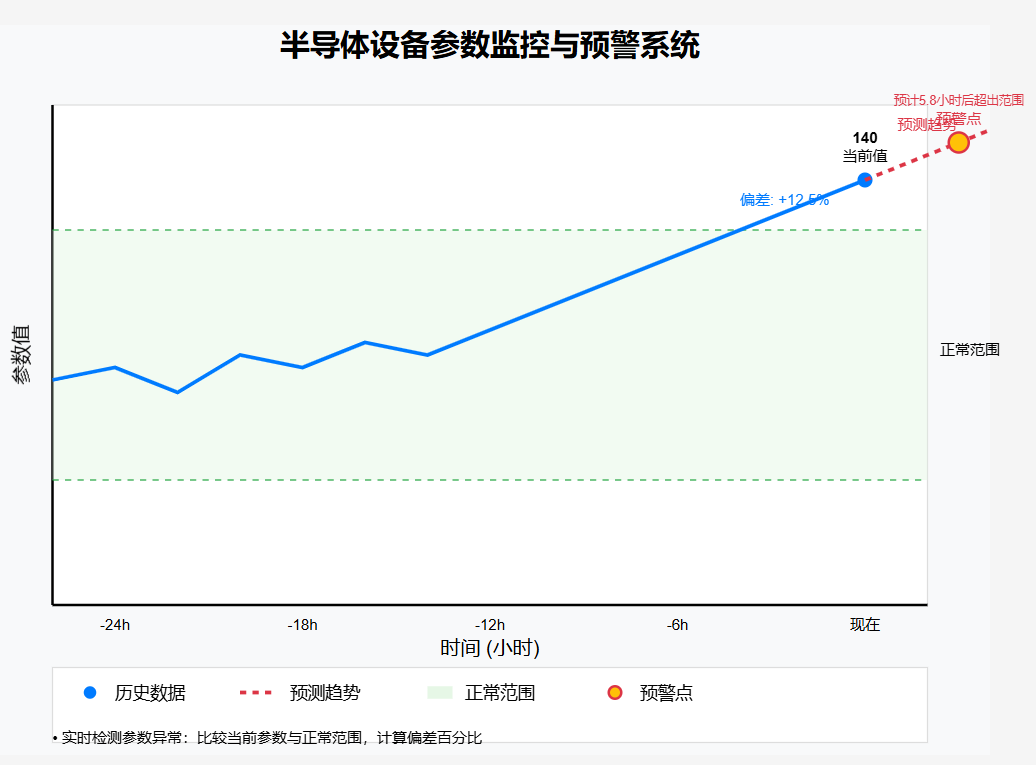 半导体设备参数监控与预警系统
预计5.8小时后超出范围
预警点
预测趋势
140
当前值
偏差: +12.5%
参数值
正常范围
-24h
-18h
-12h
-6h
现在
时间 (小时)
历史数据
预测趋势
正常范围
预警点
• 实时检测参数异常：比较当前参数与正常范围，计算偏差百分比